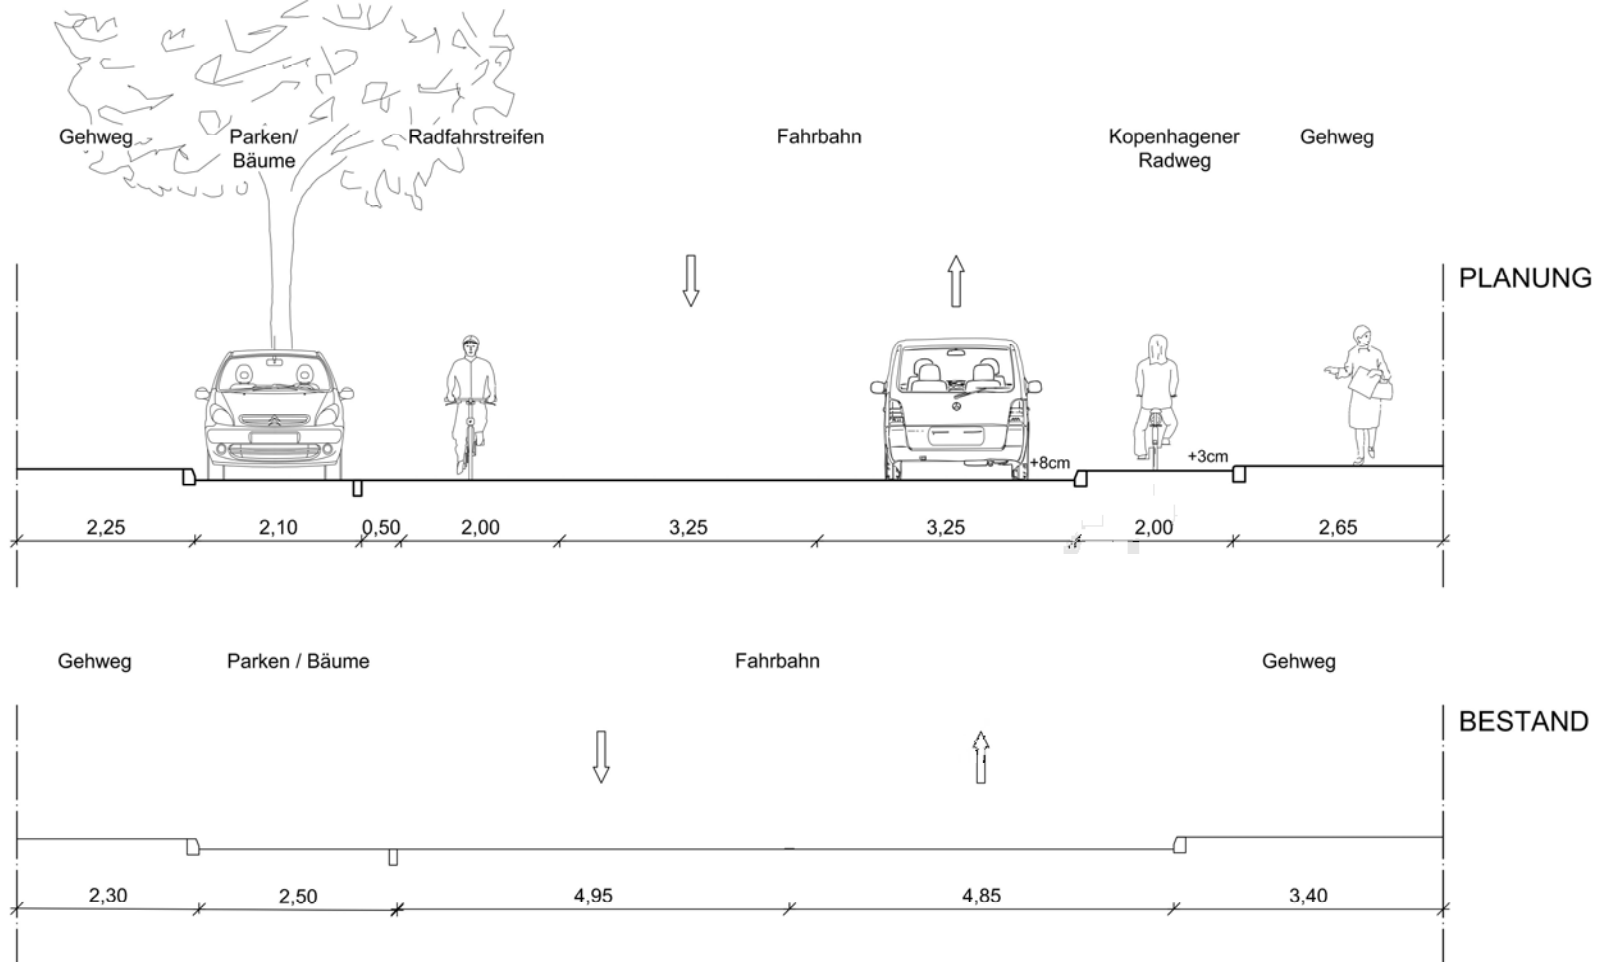 Gehweg
Parken/
Bäume
Radfahrstreifen
Fahrbahn
Kopenhagener
Radweg
Gehweg
PLANUNG
+8cm
+3cm
2,25
2,10
0,50
2,00
3,25
3,25
2,00
2,65
Gehweg
Parken / Bäume
Fahrbahn
Gehweg
BESTAND
2,30
2,50
4,95
4,85
3,40